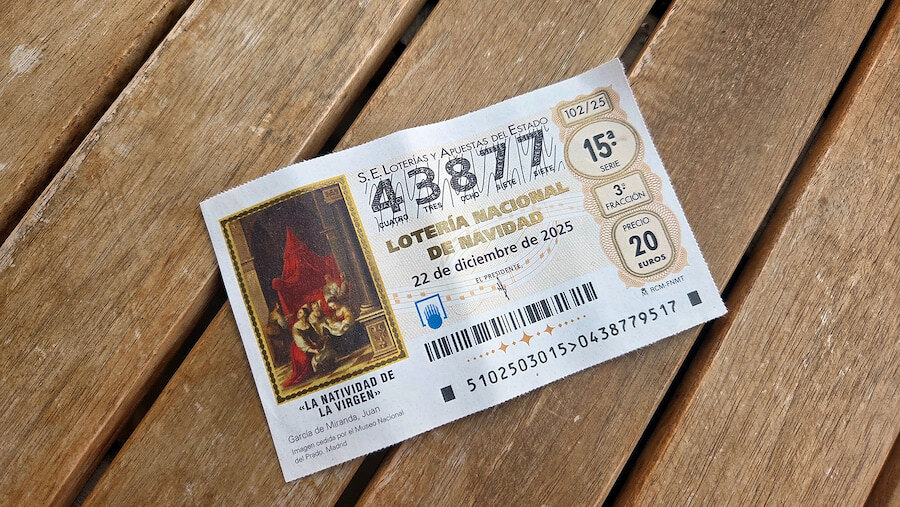 S. E. LOTERÍAS Y APUESTAS DEL ESTADO
43877
CUATRO TRES OCHO SIETE SIETE
LOTERÍA NACIONAL
DE NAVIDAD
22 de diciembre de 2025
EL PRESIDENTE,
102/25
15ª
SERIE
3ª
FRACCIÓN
PRECIO
20
EUROS
RCM-FNMT
5102503015>0438779517
«LA NATIVIDAD DE
LA VIRGEN»
García de Miranda, Juan
Imagen cedida por el Museo Nacional
del Prado. Madrid